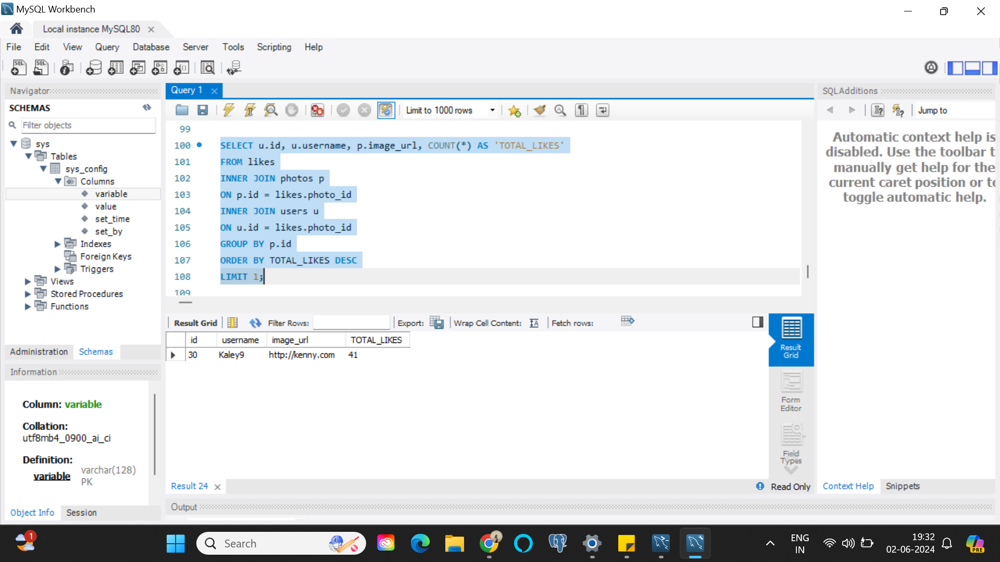 MySQL Workbench
Local instance MySQL80
File Edit View Query Database Server Tools Scripting Help
SQL SQL
Navigator
SCHEMAS
Filter objects
sys
Tables
sys_config
Columns
variable
value
set_time
set_by
Indexes
Foreign Keys
Triggers
Views
Stored Procedures
Functions
Administration Schemas
Information
Column: variable
Collation:
utf8mb4_0900_ai_ci
Definition:
variable varchar(128)
PK
Object Info Session
Query 1
Limit to 1000 rows
99
100 SELECT u.id, u.username, p.image_url, COUNT(*) AS 'TOTAL_LIKES'
101 FROM likes
102 INNER JOIN photos p
103 ON p.id = likes.photo_id
104 INNER JOIN users u
105 ON u.id = likes.photo_id
106 GROUP BY p.id
107 ORDER BY TOTAL_LIKES DESC
108 LIMIT 1;
109
Result Grid Filter Rows: Export: Wrap Cell Content: Fetch rows:
id username image_url TOTAL_LIKES
30 Kaley9 http://kenny.com 41
Result
Grid
Form
Editor
Field
Types
Result 24
Read Only
Output
SQLAdditions
Jump to
Automatic context help is
disabled. Use the toolbar t
manually get help for the
current caret position or to
toggle automatic help.
Context Help Snippets
1
Search
ENG
IN
19:32
02-06-2024
PRE